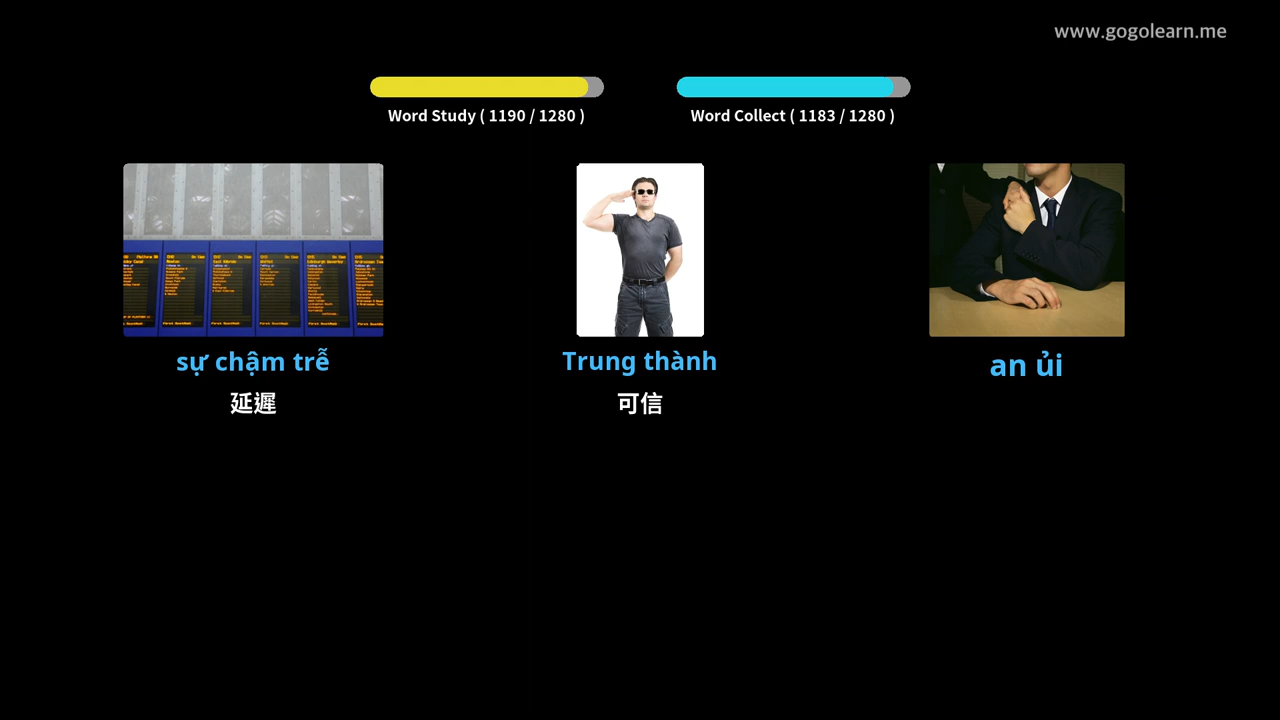 www.gogolearn.me
Word Study ( 1190 / 1280 )
Word Collect ( 1183 / 1280 )
sự chậm trễ
Trung thành
an ủi
延遲
可信